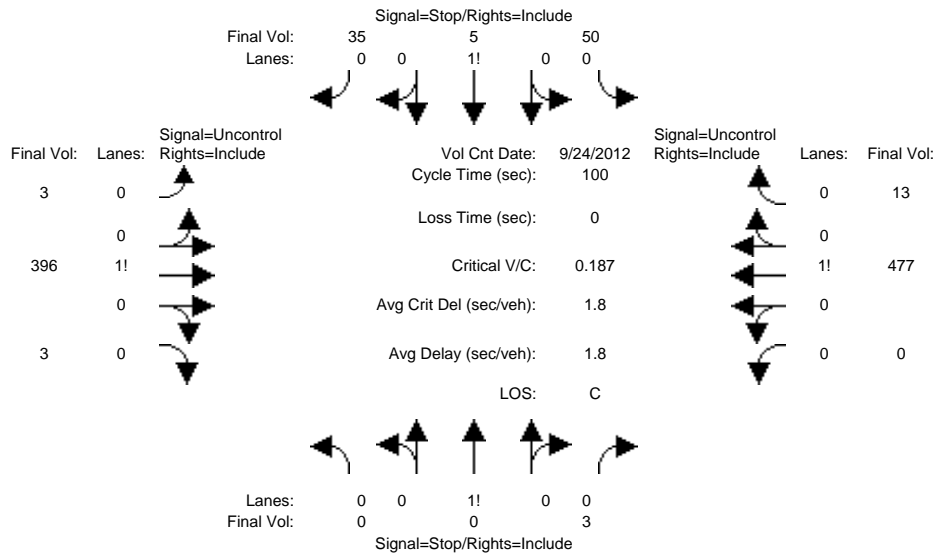 Signal=Stop/Rights=Include
Final Vol: 35 5 50
Lanes: 0 0 1! 0 0
Signal=Uncontrol Signal=Uncontrol
Final Vol: Lanes: Rights=Include Vol Cnt Date: 9/24/2012 Rights=Include Lanes: Final Vol:
Cycle Time (sec): 100
3 0 0 13
Loss Time (sec): 0
0 0
396 1! Critical V/C: 0.187 1! 477
0 Avg Crit Del (sec/veh): 1.8 0
3 0 Avg Delay (sec/veh): 1.8 0 0
LOS: C
Lanes: 0 0 1! 0 0
Final Vol: 0 0 3
Signal=Stop/Rights=Include